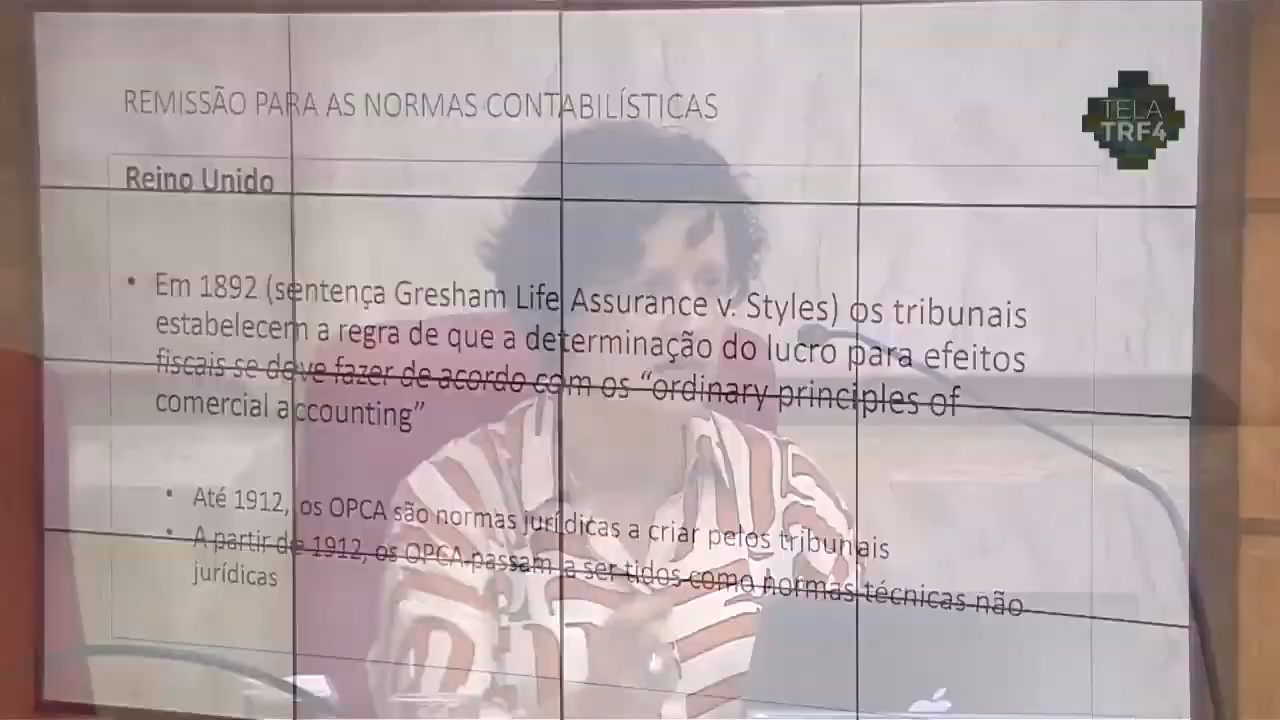 REMISSÃO PARA AS NORMAS CONTABILÍSTICAS
TELA
TRF4
Reino Unido
• Em 1892 (sentença Gresham Life Assurance v. Styles) os tribunais
estabelecem a regra de que a determinação do lucro para efeitos
fiscais se deve fazer de acordo com os “ordinary principles of
comercial accounting”
• Até 1912, os OPCA são normas jurídicas a criar pelos tribunais
• A partir de 1912, os OPCA passam a ser tidos como normas técnicas não
jurídicas